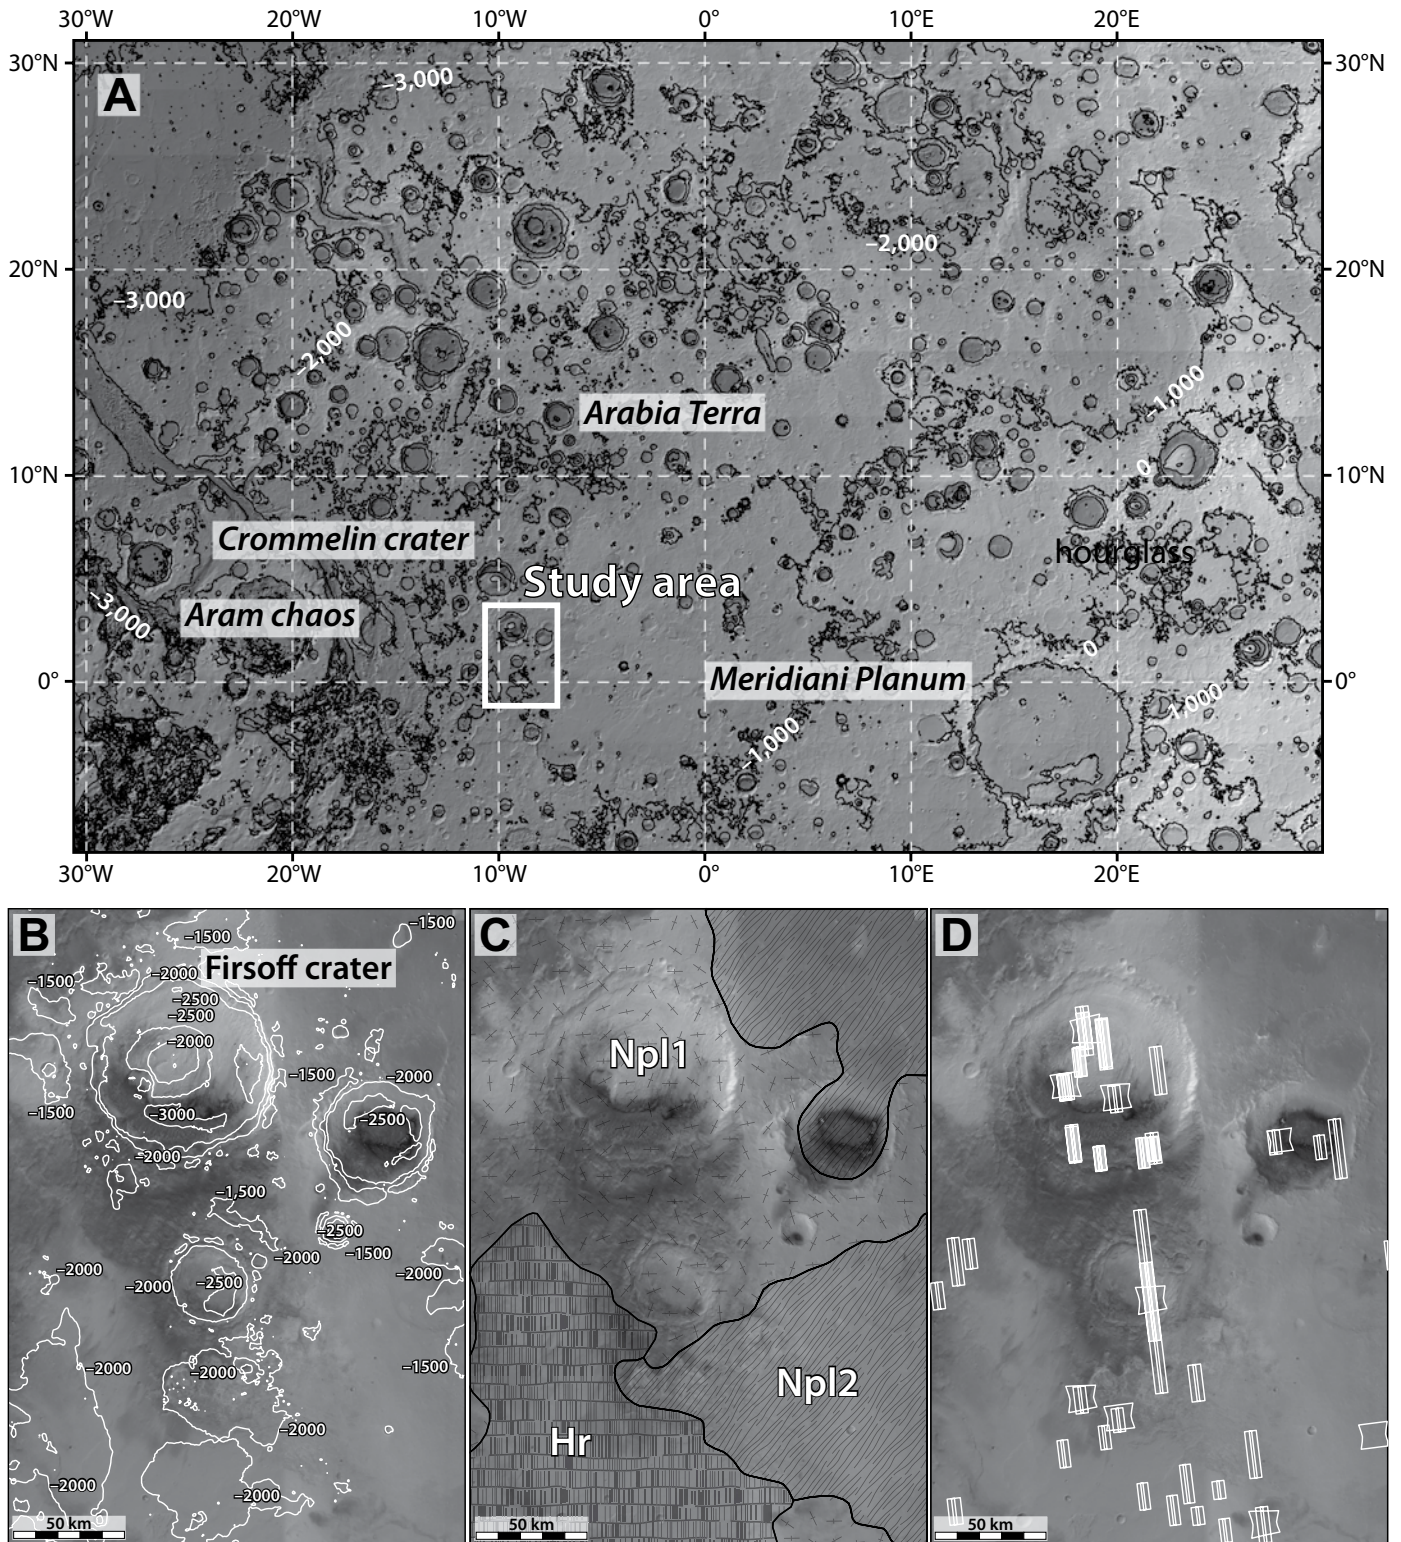 30°W 20°W 10°W 0° 10°E 20°E
30°N 30°N
A
–3,000
–2,000
20°N 20°N
–3,000
–2,000
–1,000
Arabia Terra
10°N 10°N
0
Crommelin crater
hourglass
Study area
–3,000
Aram chaos
0
0° 0°
Meridiani Planum
1,000
–1,000
30°W 20°W 10°W 0° 10°E 20°E
B
–1500
–1500
Firsoff crater
–2000
–1500
–2500
–2500
–2000
–1500
–2000
–1500
–3000
–2500
–2000
–1,500
–2500
–1500
–2000
–2000
–2000
–2500
–2000
–2000
–2000
–1500
–2000
–2000
–2000
50 km
C
Npl1
Npl2
Hr
50 km
D
50 km